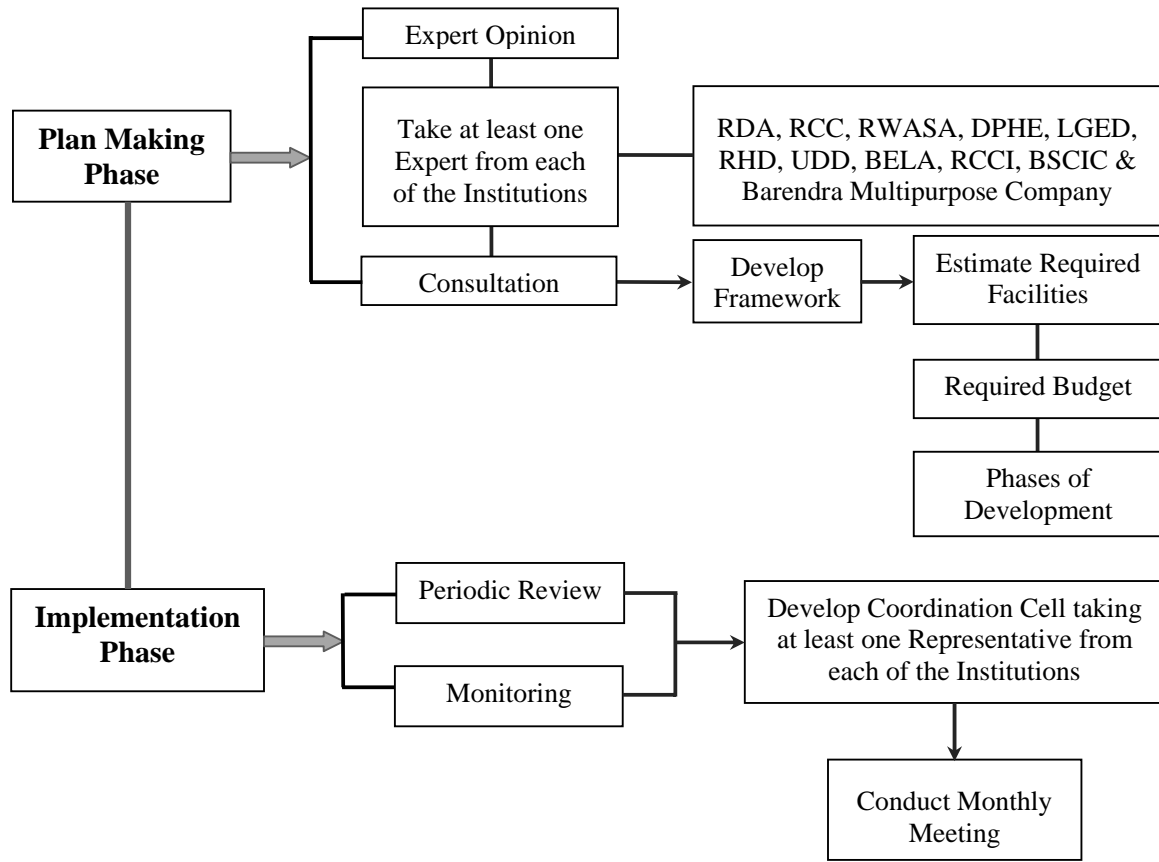 Expert Opinion
Plan Making
Phase
Take at least one
Expert from each
of the Institutions
RDA, RCC, RWASA, DPHE, LGED,
RHD, UDD, BELA, RCCI, BSCIC &
Barendra Multipurpose Company
Consultation
Develop
Framework
Estimate Required
Facilities
Required Budget
Phases of
Development
Implementation
Phase
Periodic Review
Monitoring
Develop Coordination Cell taking
at least one Representative from
each of the Institutions
Conduct Monthly
Meeting